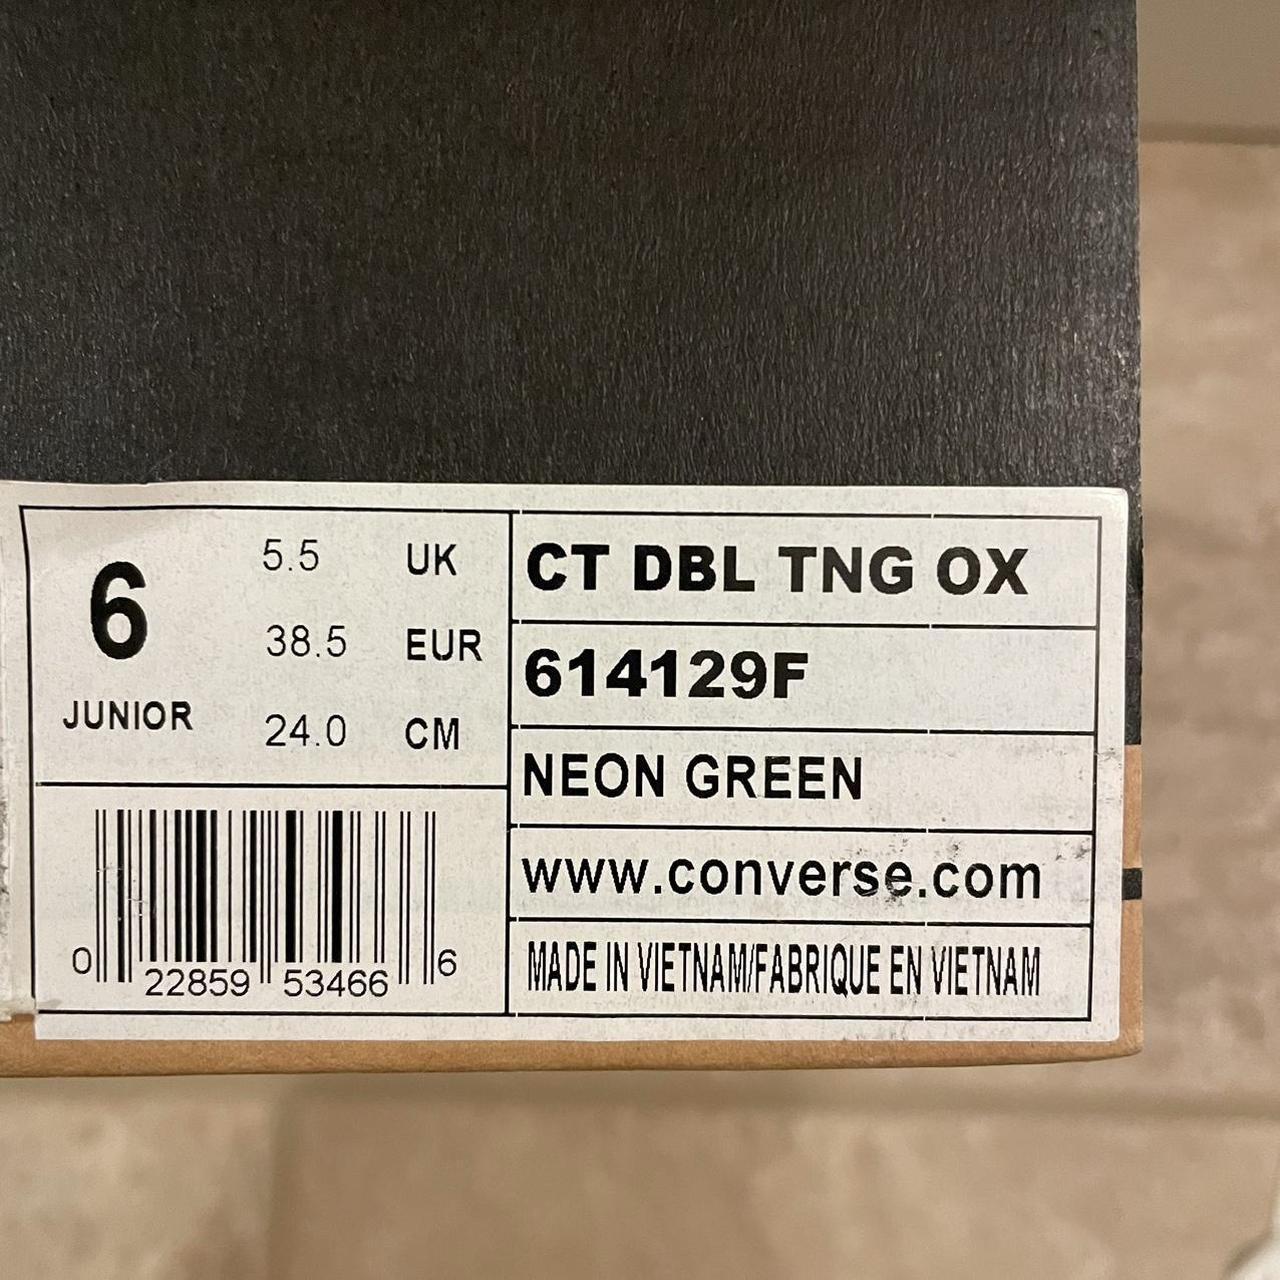 6
JUNIOR
5.5 UK
38.5 EUR
24.0 CM
0 22859 53466 6
CT DBL TNG OX
614129F
NEON GREEN
www.converse.com
MADE IN VIETNAM/FABRIQUE EN VIETNAM